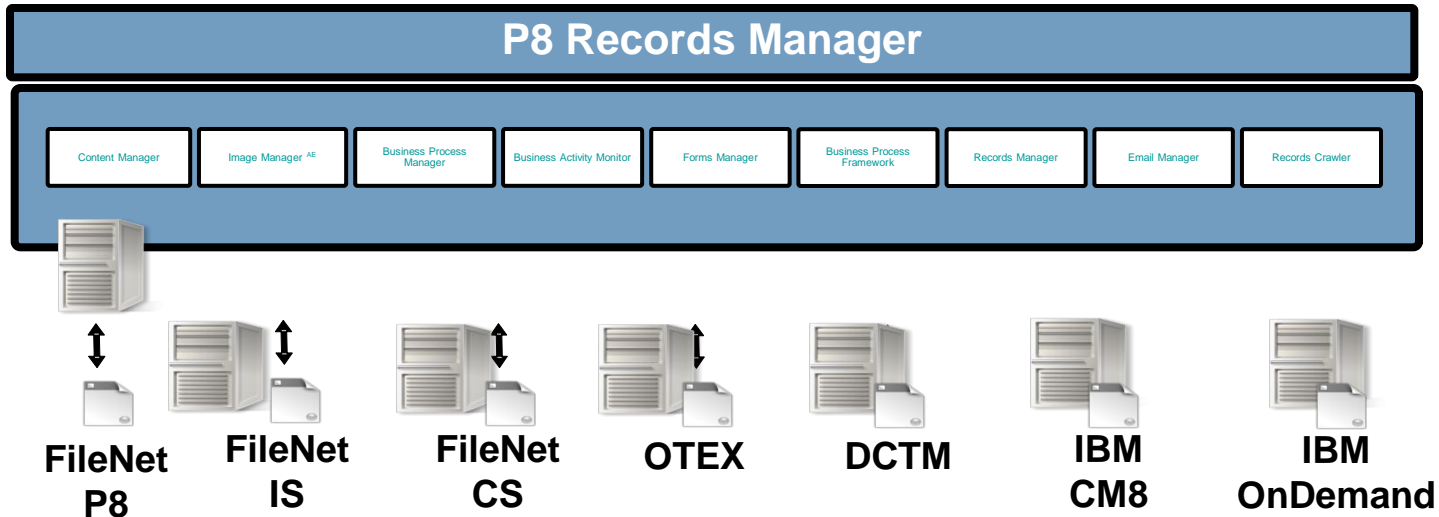 P8 Records Manager
Content Manager
Image Manager AE
Business Process
Manager
Business Activity Monitor
Forms Manager
Business Process
Framework
Records Manager
Email Manager
Records Crawler
FileNet
P8
FileNet
IS
FileNet
CS
OTEX
DCTM
IBM
CM8
IBM
OnDemand